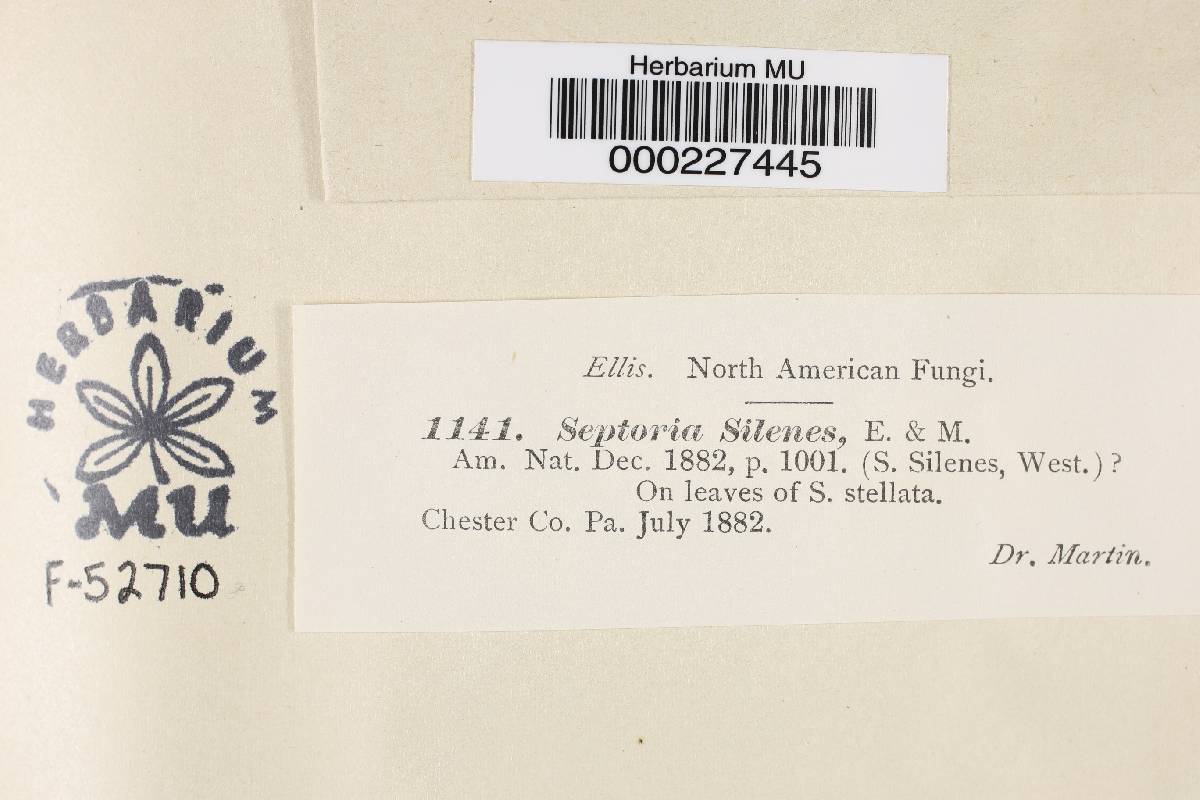 Herbarium MU
000227445
HERBARIUM
MU
F-52710
Ellis. North American Fungi.
1141. Septoria Silenes, E. & M.
Am. Nat. Dec. 1882, p. 1001. (S. Silenes, West.)?
On leaves of S. stellata.
Chester Co. Pa. July 1882.
Dr. Martin.